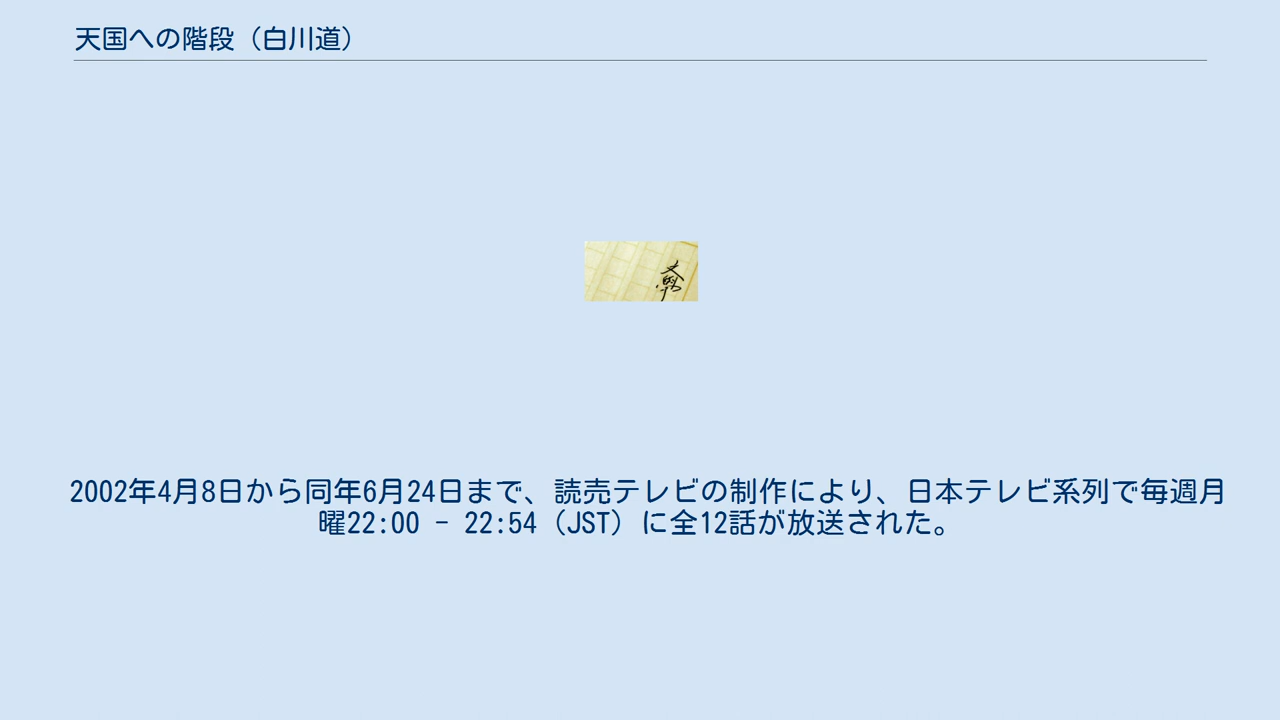 天国への階段（白川道）
2002年4月8日から同年6月24日まで、読売テレビの制作により、日本テレビ系列で毎週月
曜22:00 - 22:54（JST）に全12話が放送された。